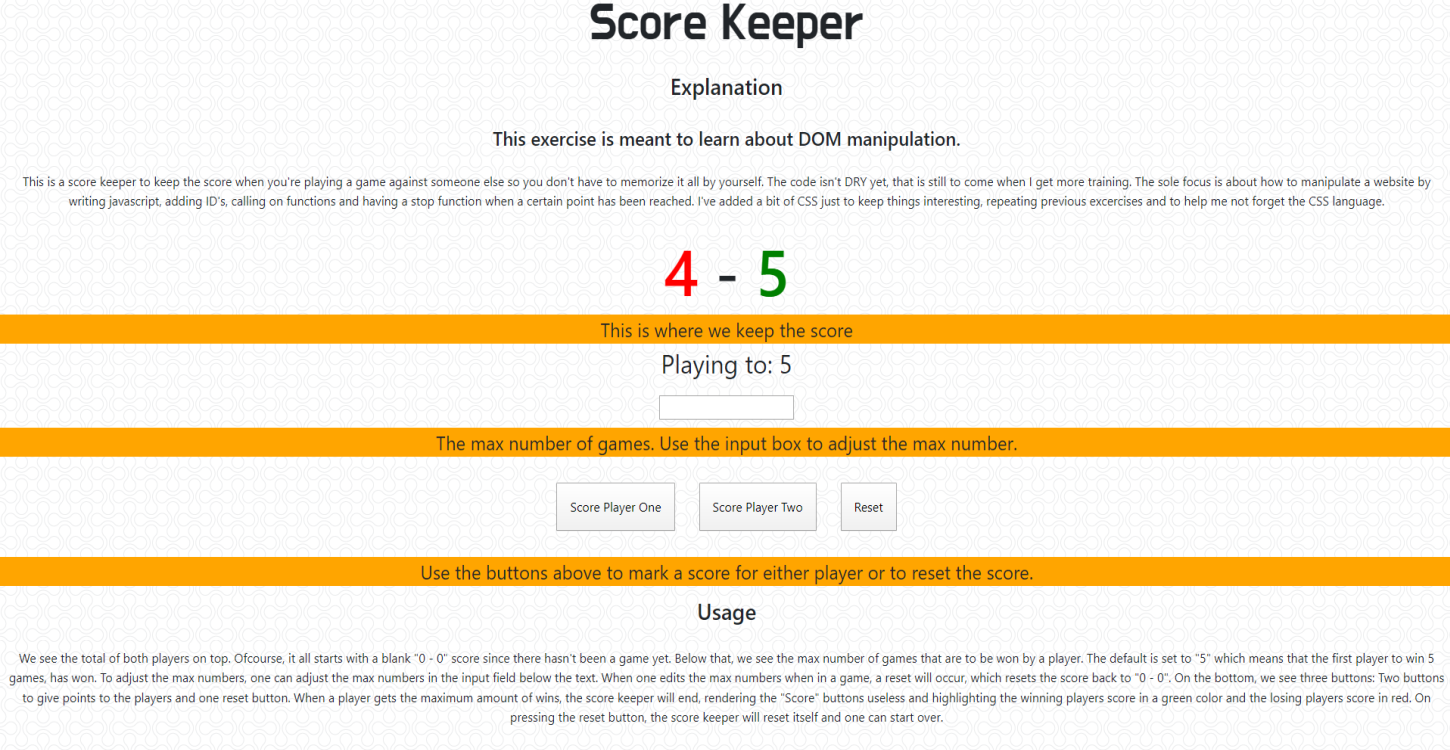 Score Keeper
Explanation
This exercise is meant to learn about DOM manipulation.
This is a score keeper to keep the score when you're playing a game against someone else so you don't have to memorize it all by yourself. The code isn't DRY yet, that is still to come when I get more training. The sole focus is about how to manipulate a website by
writing javascript, adding ID's, calling on functions and having a stop function when a certain point has been reached. I've added a bit of CSS just to keep things interesting, repeating previous excercises and to help me not forget the CSS language.
4 - 5
This is where we keep the score
Playing to: 5
The max number of games. Use the input box to adjust the max number.
Score Player One Score Player Two Reset
Use the buttons above to mark a score for either player or to reset the score.
Usage
We see the total of both players on top. Ofcourse, it all starts with a blank "0 - 0" score since there hasn't been a game yet. Below that, we see the max number of games that are to be won by a player. The default is set to "5" which means that the first player to win 5
games, has won. To adjust the max numbers, one can adjust the max numbers in the input field below the text. When one edits the max numbers when in a game, a reset will occur, which resets the score back to "0 - 0". On the bottom, we see three buttons: Two buttons
to give points to the players and one reset button. When a player gets the maximum amount of wins, the score keeper will end, rendering the "Score" buttons useless and highlighting the winning players score in a green color and the losing players score in red. On
pressing the reset button, the score keeper will reset itself and one can start over.